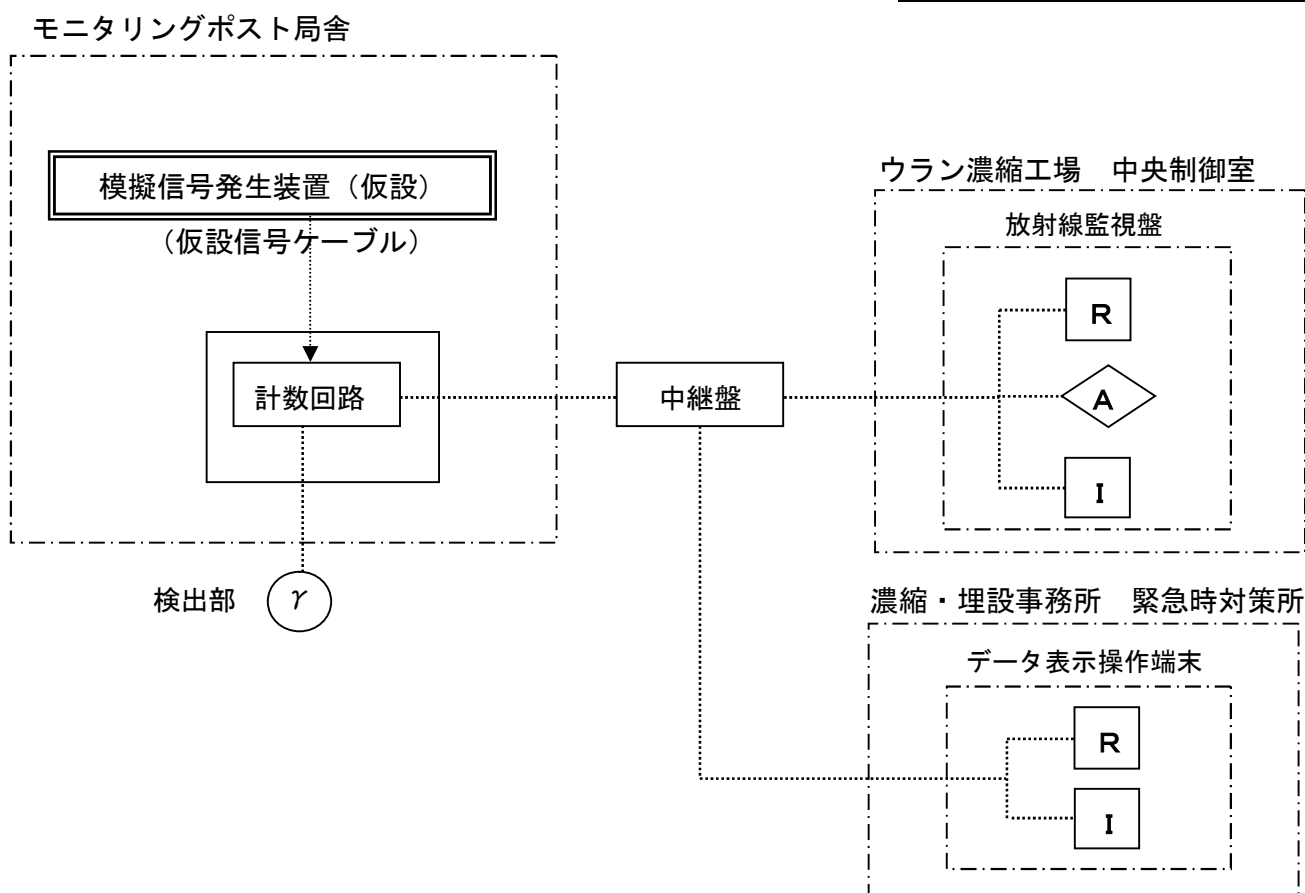 モニタリングポスト局舎
模擬信号発生装置（仮設）
（仮設信号ケーブル）
計数回路
検出部
γ
中継盤
ウラン濃縮工場　中央制御室
放射線監視盤
R
A
I
濃縮・埋設事務所　緊急時対策所
データ表示操作端末
R
I